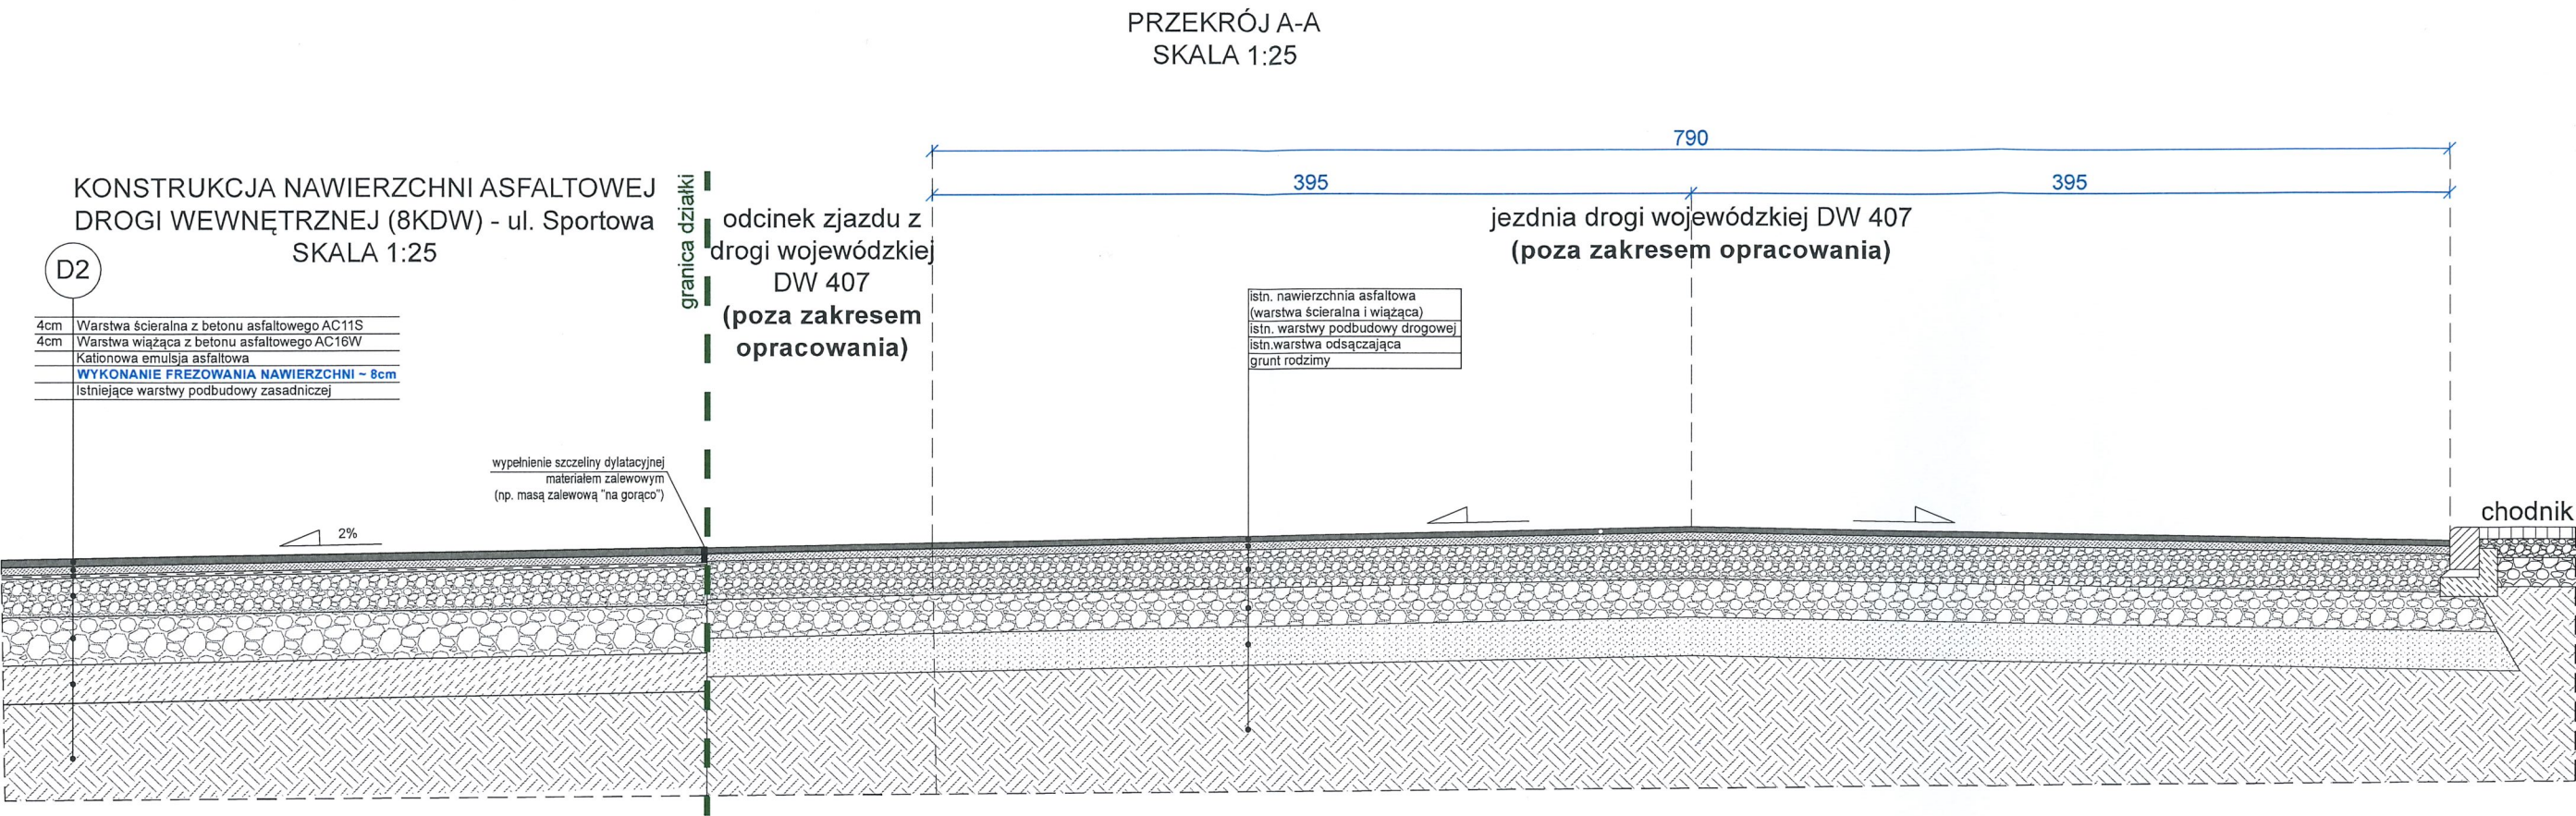 PRZEKRÓJ A-A
SKALA 1:25
790
395
395
KONSTRUKCJA NAWIERZCHNI ASFALTOWEJ
DROGI WEWNĘTRZNEJ (8KDW) - ul. Sportowa
SKALA 1:25
D2
4cm Warstwa ścieralna z betonu asfaltowego AC11S
4cm Warstwa wiążąca z betonu asfaltowego AC16W
Kationowa emulsja asfaltowa
WYKONANIE FREZOWANIA NAWIERZCHNI ~ 8cm
Istniejące warstwy podbudowy zasadniczej
granica działki
odcinek zjazdu z
drogi wojewódzkiej
DW 407
(poza zakresem
opracowania)
jezdnia drogi wojewódzkiej DW 407
(poza zakresem opracowania)
istn. nawierzchnia asfaltowa
(warstwa ścieralna i wiążąca)
istn. warstwy podbudowy drogowej
istn.warstwa odsączająca
grunt rodzimy
wypełnienie szczeliny dylatacyjnej
materiałem zalewowym
(np. masą zalewową "na gorąco")
2%
chodnik